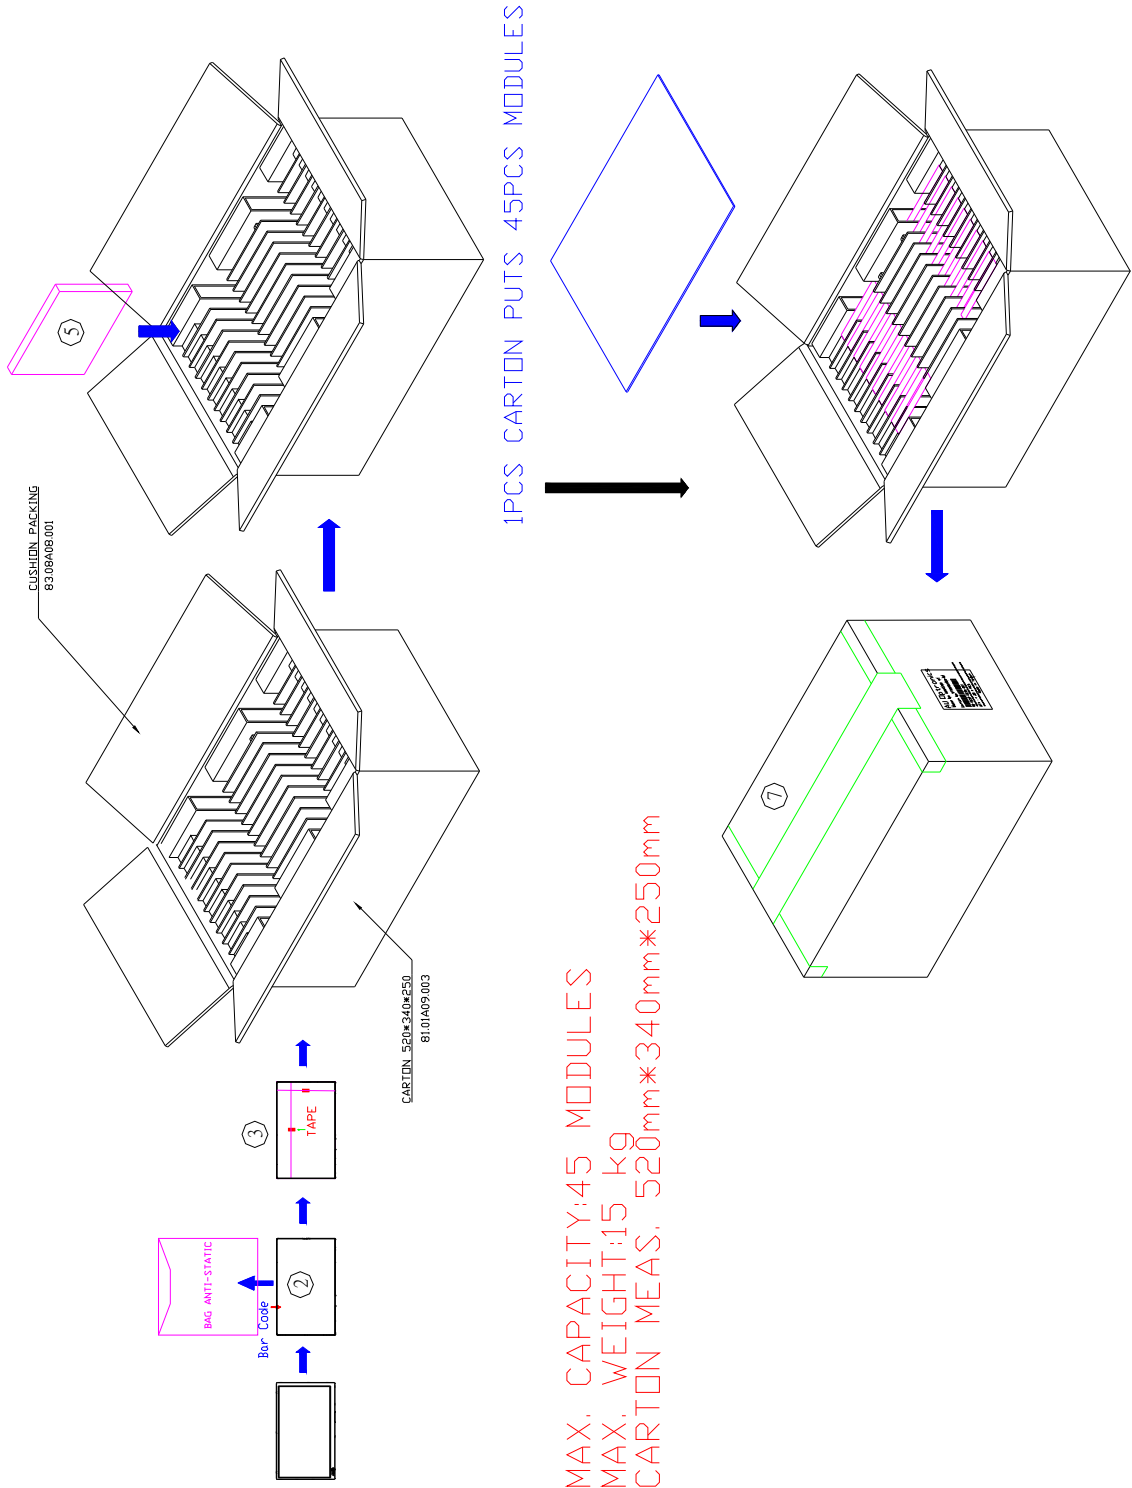 Bar Code
BAG ANTI-STATIC
2
3
1
TAPE
CARTON 520*340*250
81.01A09.003
CUSHION PACKING
83.08A08.001
5
1PCS CARTON PUTS 45PCS MODULES
7
MAX. CAPACITY:45 MODULES
MAX. WEIGHT:15 kg
CARTON MEAS. 520mm*340mm*250mm